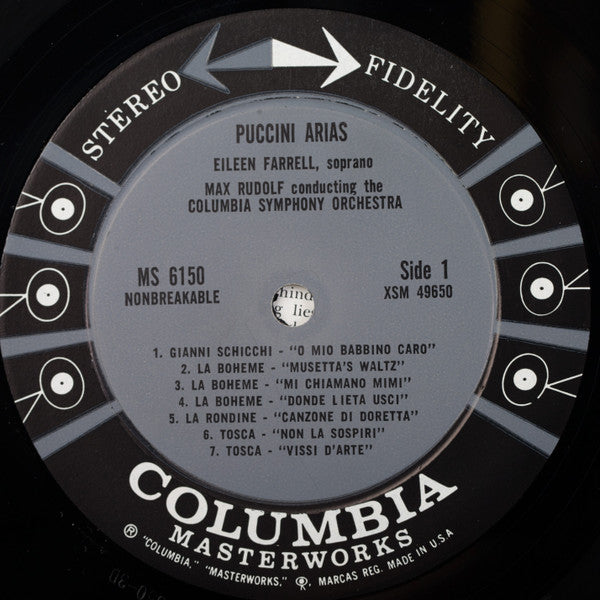 STEREO FIDELITY
PUCCINI ARIAS
EILEEN FARRELL, soprano
MAX RUDOLF conducting the
COLUMBIA SYMPHONY ORCHESTRA
MS 6150
NONBREAKABLE
Side 1
XSM 49650
hind
g lies
1. GIANNI SCHICCHI - "O MIO BABBINO CARO"
2. LA BOHEME - "MUSETTA'S WALTZ"
3. LA BOHEME - "MI CHIAMANO MIMI"
4. LA BOHEME - "DONDE LIETA USCI"
5. LA RONDINE - "CANZONE DI DORETTA"
6. TOSCA - "NON LA SOSPIRI"
7. TOSCA - "VISSI D'ARTE"
COLUMBIA
MASTERWORKS
® "COLUMBIA," "MASTERWORKS," MARCAS REG. MADE IN U.S.A